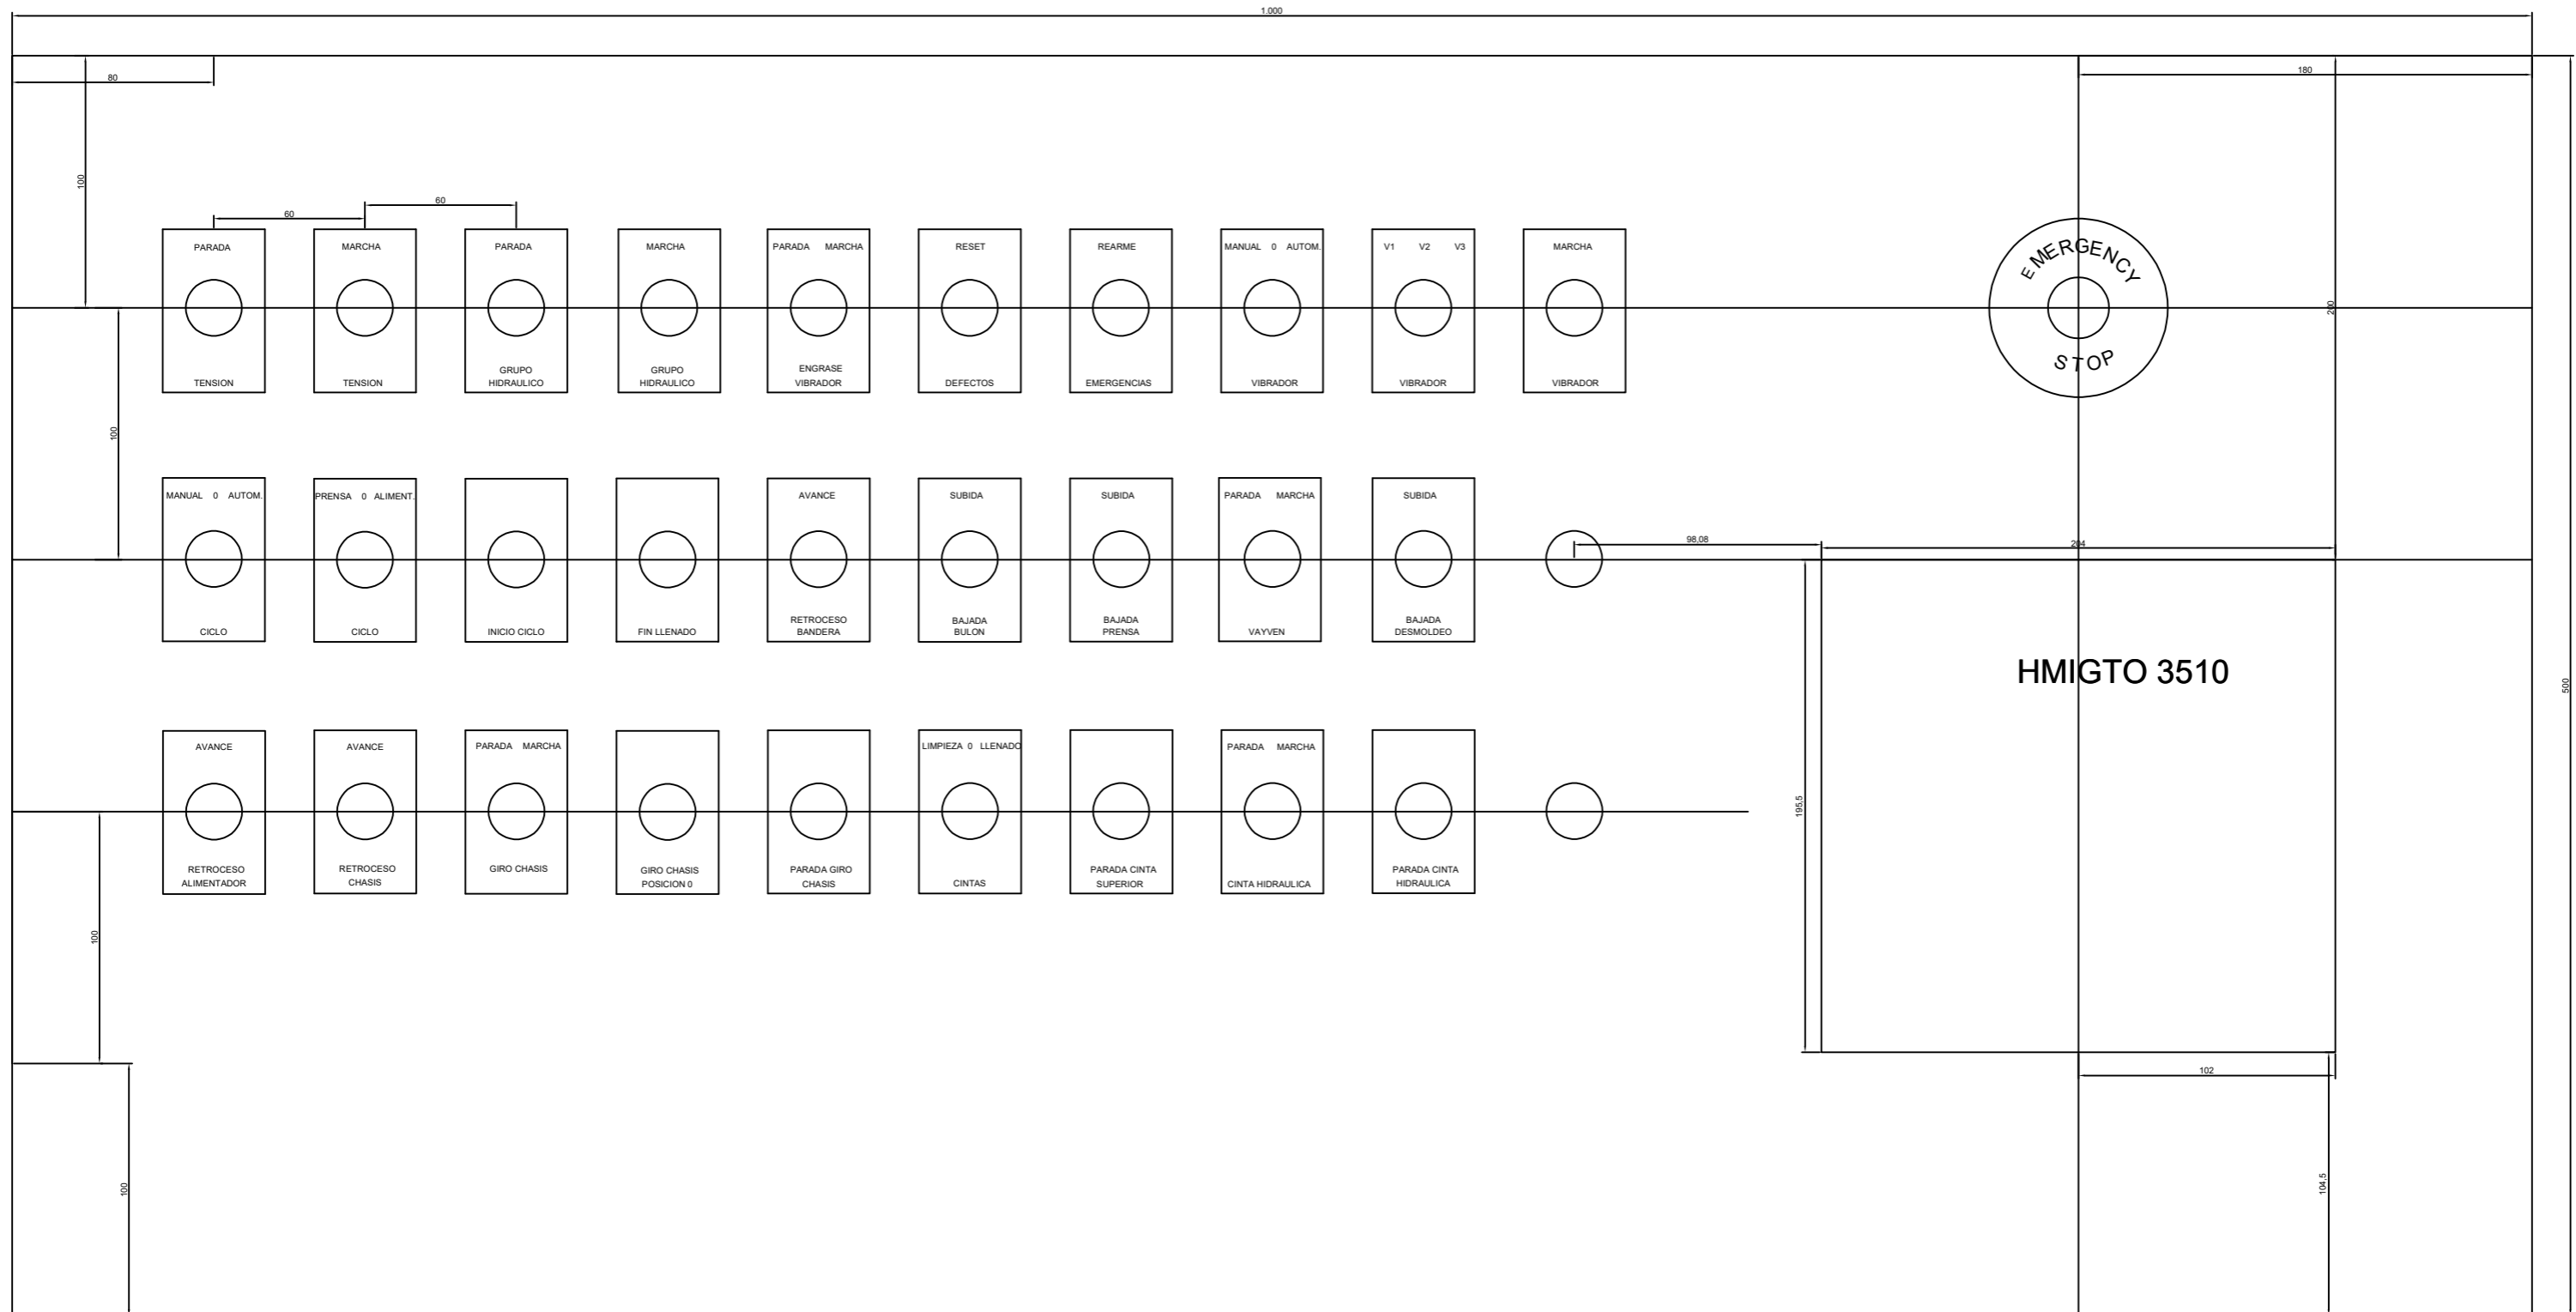 1.000
80
180
100
60
60
PARADA
MARCHA
PARADA
MARCHA
PARADA MARCHA
RESET
REARME
MANUAL 0 AUTOM.
V1 V2 V3
MARCHA
EMERGENCY
STOP
200
TENSION
TENSION
GRUPO
HIDRAULICO
GRUPO
HIDRAULICO
ENGRASE
VIBRADOR
DEFECTOS
EMERGENCIAS
VIBRADOR
VIBRADOR
VIBRADOR
100
MANUAL 0 AUTOM.
PRENSA 0 ALIMENT.
AVANCE
SUBIDA
SUBIDA
PARADA MARCHA
SUBIDA
98,08
204
CICLO
CICLO
INICIO CICLO
FIN LLENADO
RETROCESO
BANDERA
BAJADA
BULON
BAJADA
PRENSA
VAYVEN
BAJADA
DESMOLDEO
HMIGTO 3510
500
AVANCE
AVANCE
PARADA MARCHA
LIMPIEZA 0 LLENADO
PARADA MARCHA
195,5
RETROCESO
ALIMENTADOR
RETROCESO
CHASIS
GIRO CHASIS
GIRO CHASIS
POSICION 0
PARADA GIRO
CHASIS
CINTAS
PARADA CINTA
SUPERIOR
CINTA HIDRAULICA
PARADA CINTA
HIDRAULICA
100
102
100
104,5